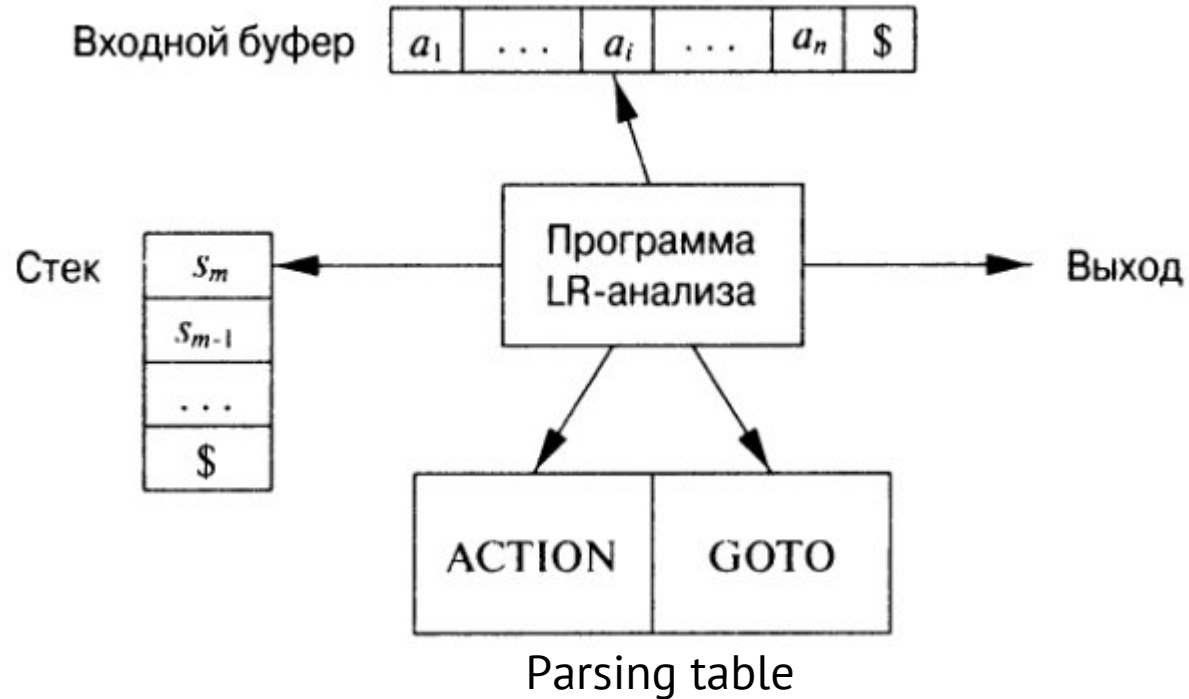 Входной буфер a₁ ... aᵢ ... aₙ $
Программа
LR-анализа
Стек
sₘ
sₘ₋₁
...
$
Выход
ACTION GOTO
Parsing table